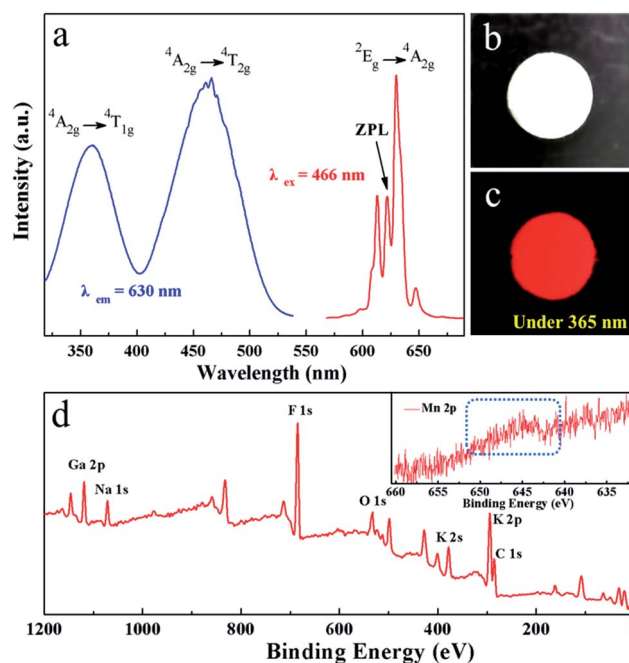 a
⁴A₂g → ⁴T₂g
²Eg → ⁴A₂g
⁴A₂g → ⁴T₁g
ZPL
λ ex = 466 nm
λ em = 630 nm
Intensity (a.u.)
350 400 450 500 550 600 650
Wavelength (nm)
b
c
Under 365 nm
d
F 1s
Ga 2p
Na 1s
O 1s
K 2s
K 2p
C 1s
Mn 2p
660 655 650 645 640 635
Binding Energy (eV)
1200 1000 800 600 400 200
Binding Energy (eV)